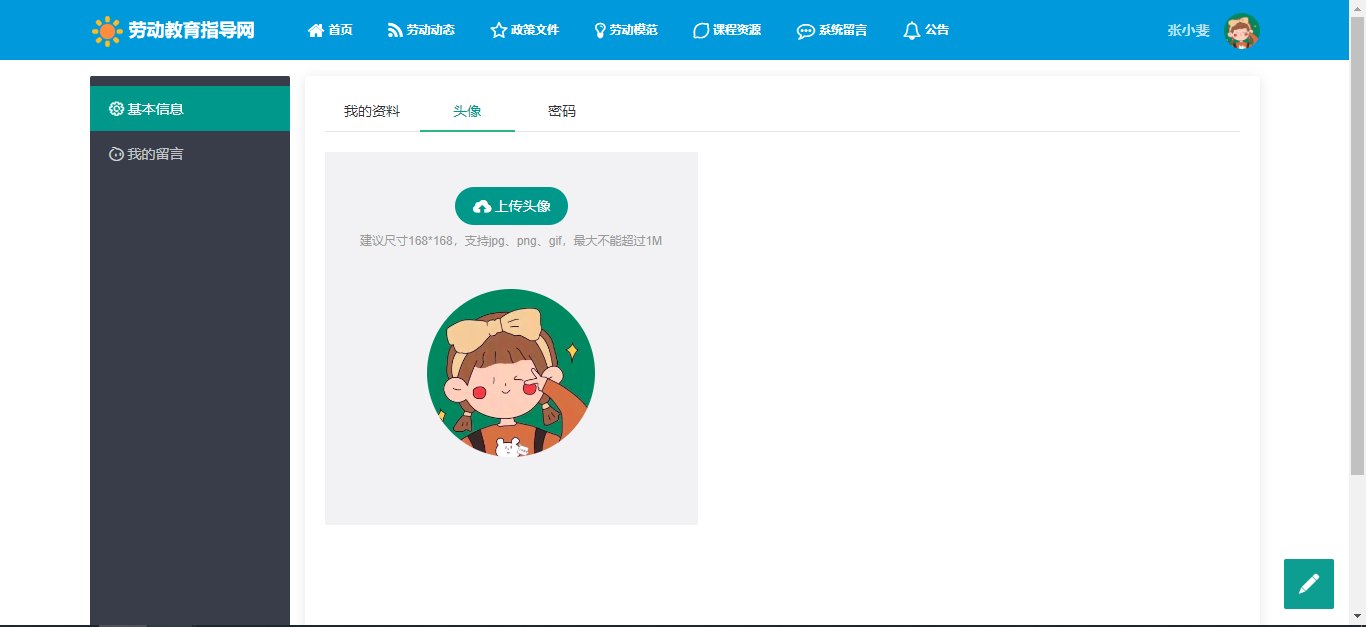 劳动教育指导网 首页 劳动动态 政策文件 劳动模范 课程资源 系统留言 公告 张小斐
基本信息
我的留言
我的资料 头像 密码
上传头像
建议尺寸168*168，支持jpg、png、gif，最大不能超过1M